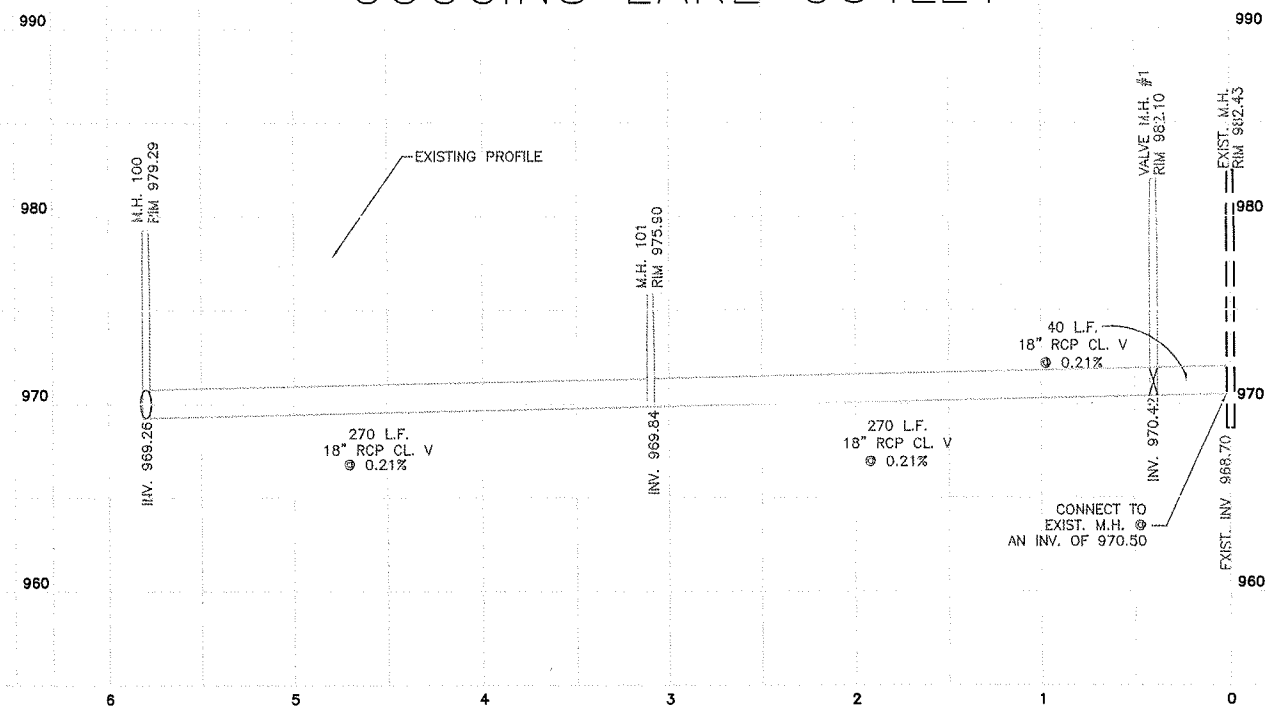 LAKE OUTLET
990
990
M.H. 100
RIM 979.29
EXISTING PROFILE
VALVE M.H. #1
RIM 982.10
EXIST. M.H.
RIM 982.43
980
980
M.H. 101
RIM 975.90
40 L.F.
18" RCP CL. V
@ 0.21%
970
970
INV. 969.26
270 L.F.
18" RCP CL. V
@ 0.21%
INV. 969.84
270 L.F.
18" RCP CL. V
@ 0.21%
INV. 970.42
CONNECT TO
EXIST. M.H. @
AN INV. OF 970.50
EXIST. INV. 968.70
960
960
6
5
4
3
2
1
0